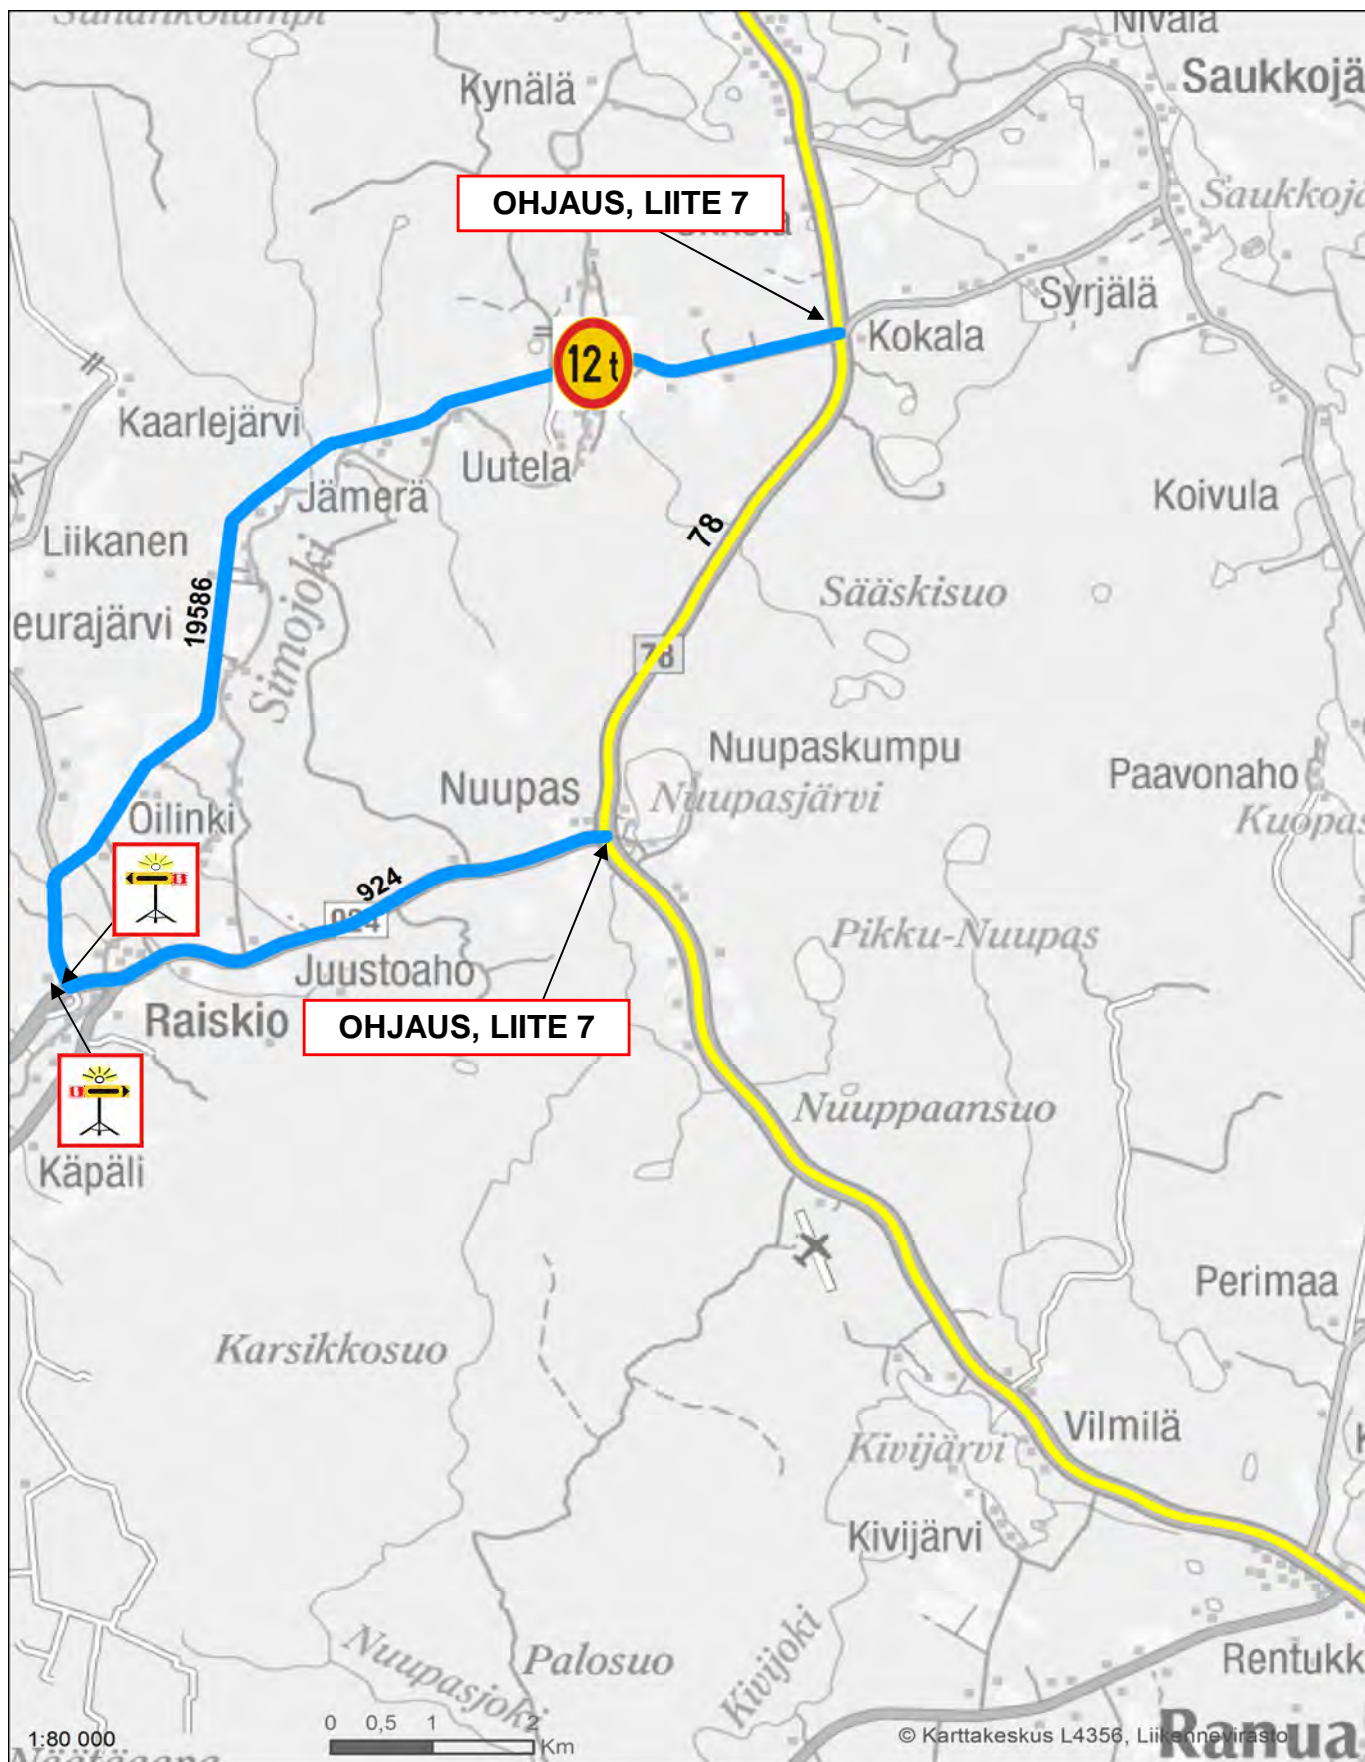 Nivala
Saukkojä
Kynälä
OHJAUS, LIITE 7
Saukkojä
Syrjälä
Kokala
12 t
Kaarlejärvi
Uutela
Jämerä
Koivula
Liikanen
78
Sääskisuo
19586
eurajärvi
Simojoki
78
Nuupaskumpu
Nuupas
Nuupasjärvi
Paavonaho
Kuopas
Oilinki
924
924
Pikku-Nuupas
Juustoaho
Raiskio
OHJAUS, LIITE 7
Nuuppaansuo
Käpäli
Perimaa
Karsikkosuo
Vilmilä
Kivijärvi
Kivijärvi
Kivijoki
Nuupasjoki
Palosuo
Rentukk
Ranua
1:80 000
0 0,5 1 2
Km
© Karttakeskus L4356, Liikennevirasto